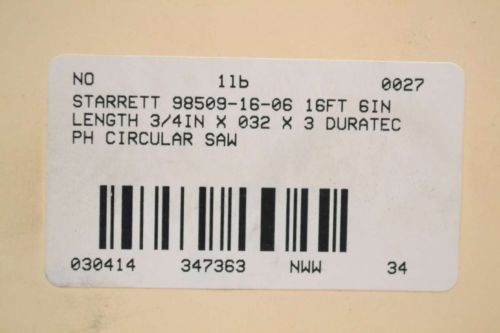 NO 11b 0027
STARRETT 98509-16-06 16FT 6IN
LENGTH 3/4IN X 032 X 3 DURATEC
PH CIRCULAR SAW
030414 347363 NWW 34